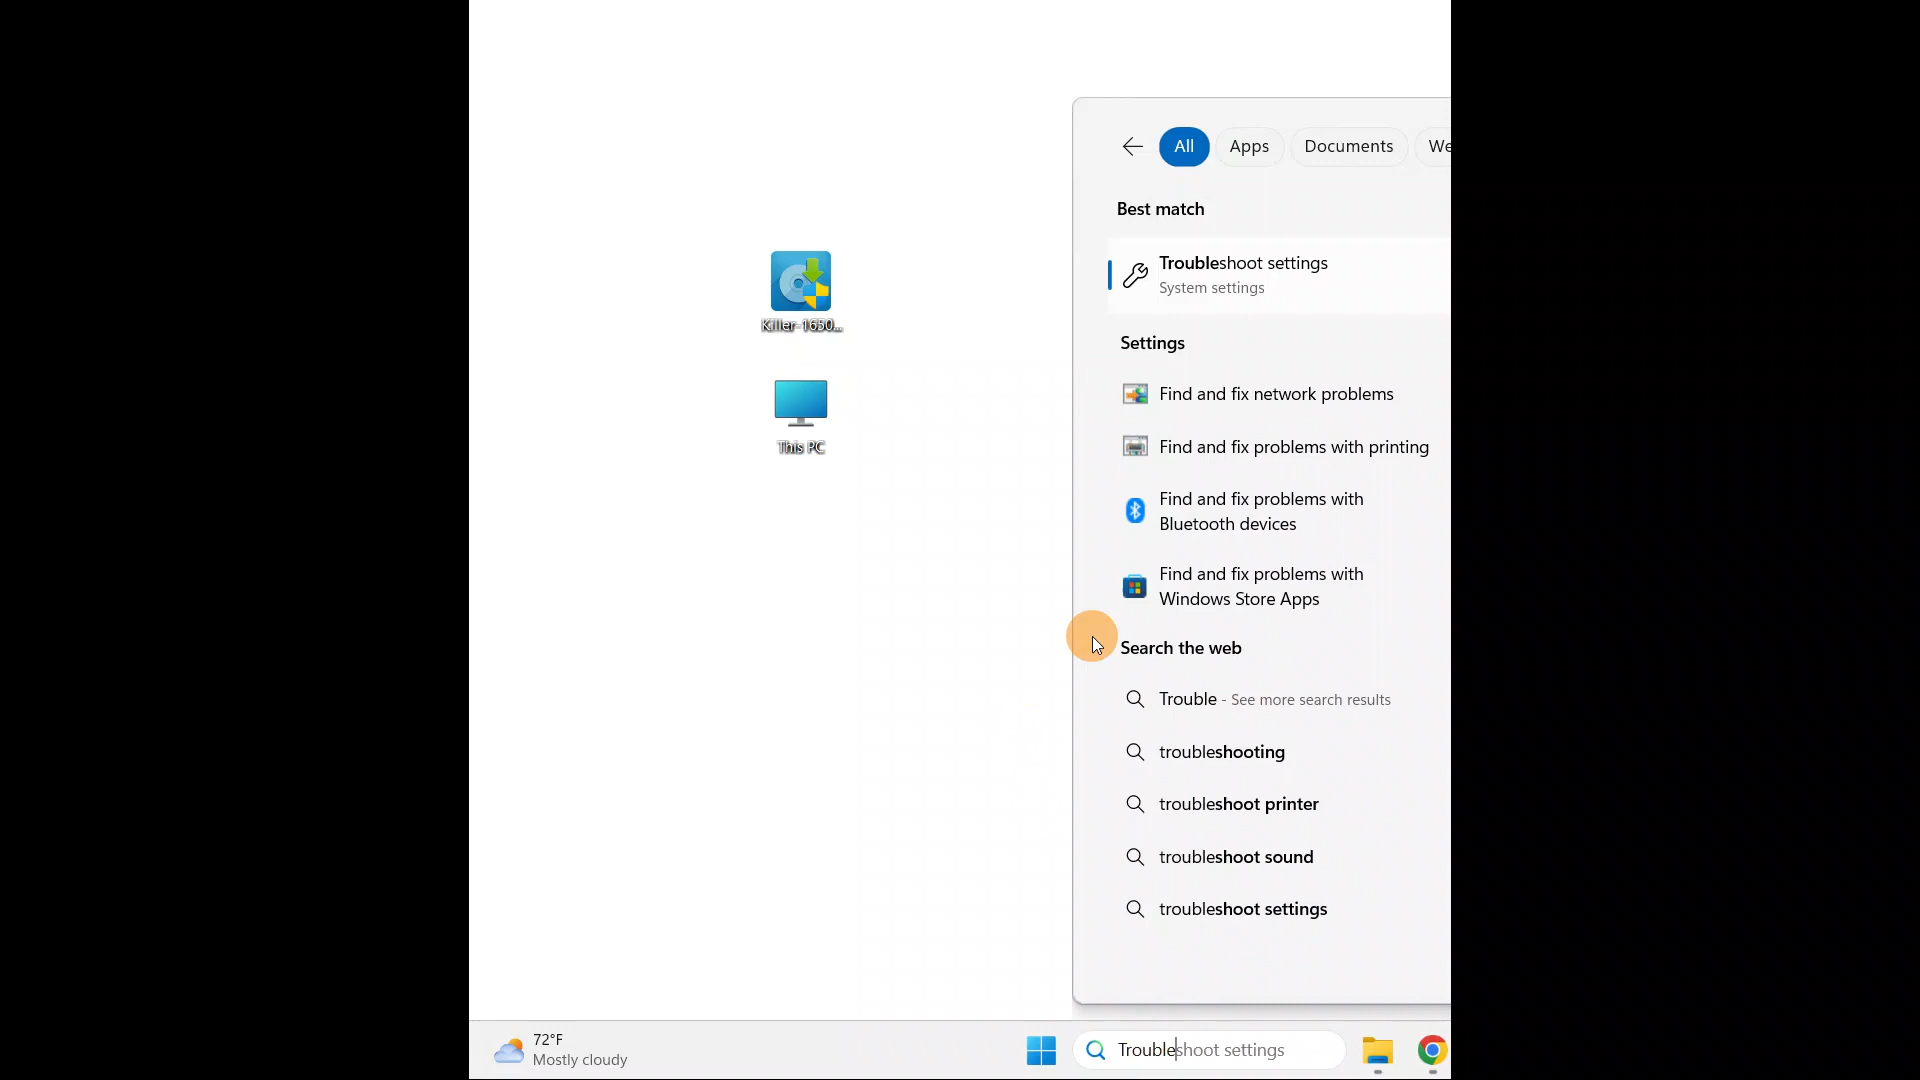 All Apps Documents We
Best match
Troubleshoot settings
System settings
Settings
Find and fix network problems
Find and fix problems with printing
Find and fix problems with
Bluetooth devices
Find and fix problems with
Windows Store Apps
Search the web
Trouble - See more search results
troubleshooting
troubleshoot printer
troubleshoot sound
troubleshoot settings
Killer-1650...
This PC
72°F
Mostly cloudy
Troubleshoot settings